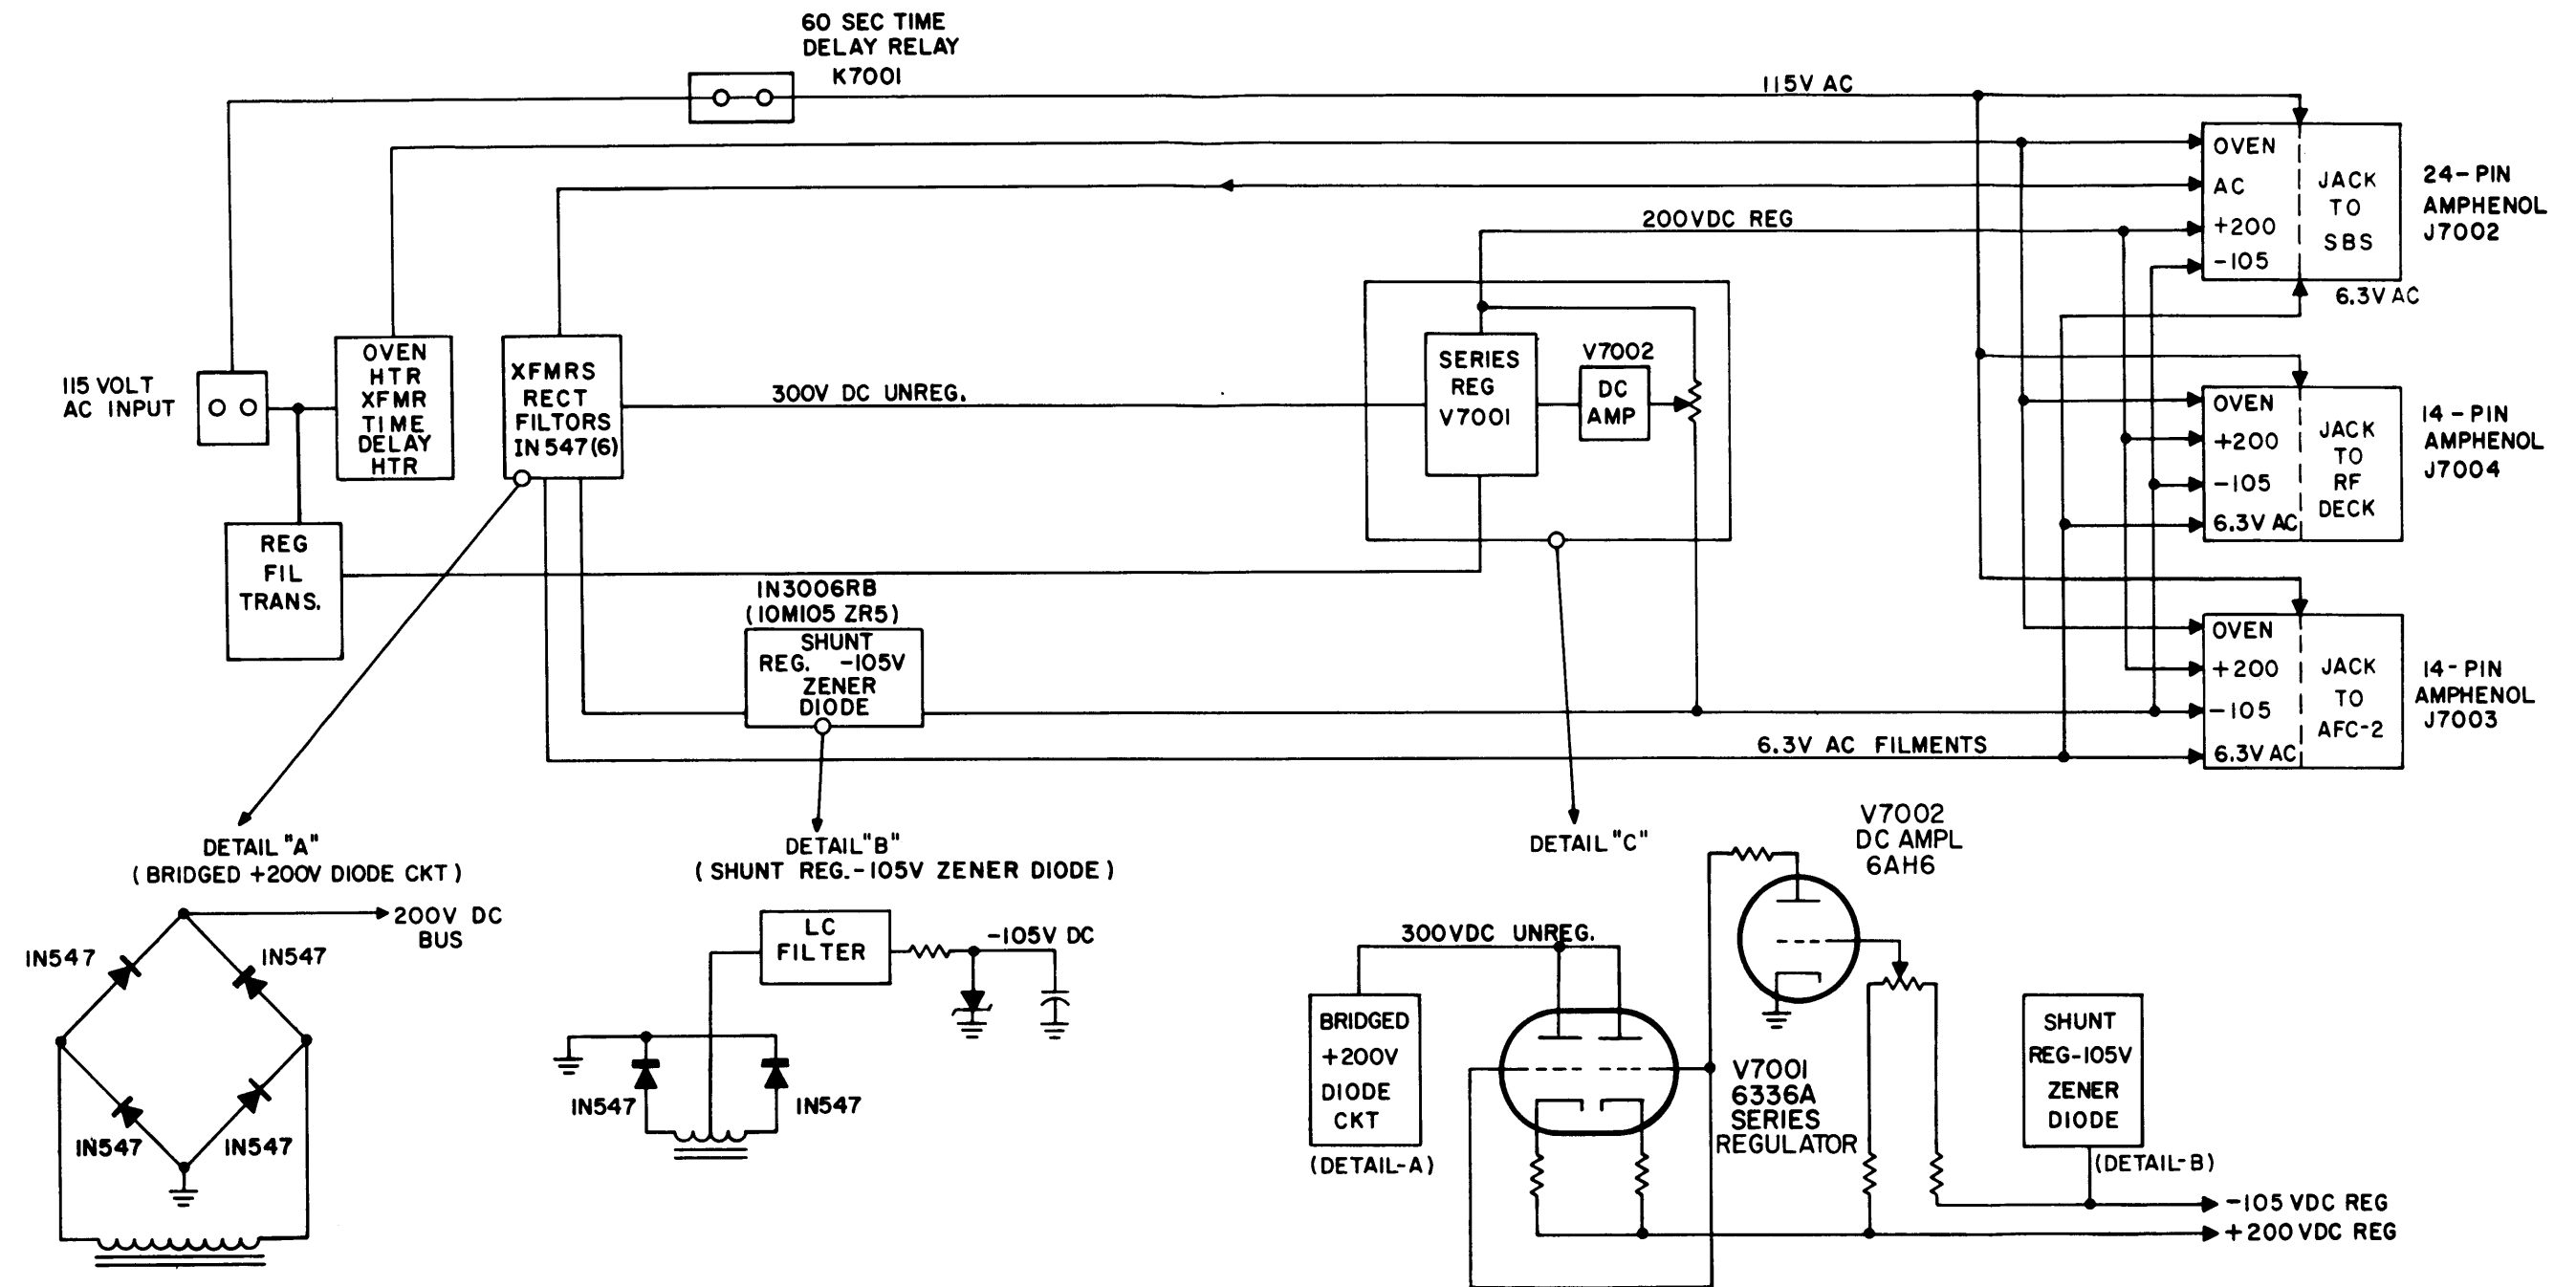 60 SEC TIME
DELAY RELAY
K7001
115V AC
OVEN
AC
+200
-105
JACK
TO
SBS
24-PIN
AMPHENOL
J7002
6.3V AC
200VDC REG
115 VOLT
AC INPUT
OVEN
HTR
XFMR
TIME
DELAY
HTR
XFMRS
RECT
FILTORS
IN547(6)
300V DC UNREG.
SERIES
REG
V7001
V7002
DC
AMP
OVEN
+200
-105
6.3V AC
JACK
TO
RF
DECK
14-PIN
AMPHENOL
J7004
REG
FIL
TRANS.
IN3006RB
(10M105 ZR5)
SHUNT
REG. -105V
ZENER
DIODE
OVEN
+200
-105
6.3V AC
JACK
TO
AFC-2
14-PIN
AMPHENOL
J7003
6.3V AC FILMENTS
DETAIL "A"
(BRIDGED +200V DIODE CKT)
200V DC
BUS
IN547
IN547
IN547
IN547
DETAIL "B"
(SHUNT REG.-105V ZENER DIODE)
LC
FILTER
-105V DC
IN547
IN547
DETAIL "C"
V7002
DC AMPL
6AH6
300VDC UNREG.
BRIDGED
+200V
DIODE
CKT
(DETAIL-A)
V7001
6336A
SERIES
REGULATOR
SHUNT
REG-105V
ZENER
DIODE
(DETAIL-B)
-105 VDC REG
+200 VDC REG